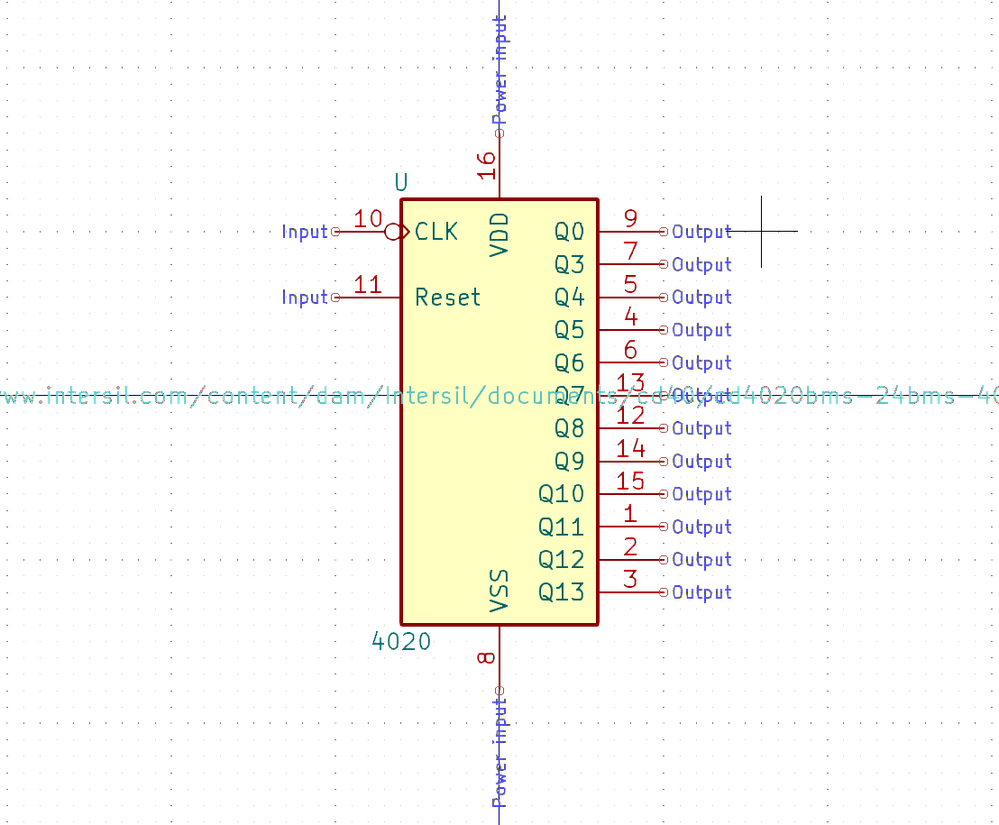 Power input
16
U
10
Input
CLK
VDD
Q0
9
Output
Q3
7
Output
11
Input
Reset
Q4
5
Output
Q5
4
Output
Q6
6
Output
ww.intersil.com/content/dam/Intersil/documents/cd40/cd4020bms-24bms-40
Q7
13
Output
Q8
12
Output
Q9
14
Output
Q10
15
Output
Q11
1
Output
Q12
2
Output
VSS
Q13
3
Output
4020
8
Power input